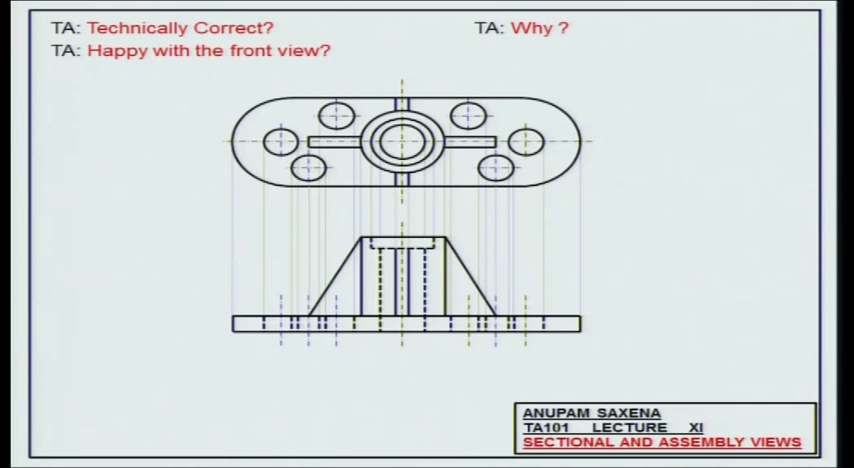 TA: Technically Correct?
TA: Why ?
TA: Happy with the front view?
ANUPAM SAXENA
TA101 LECTURE XI
SECTIONAL AND ASSEMBLY VIEWS